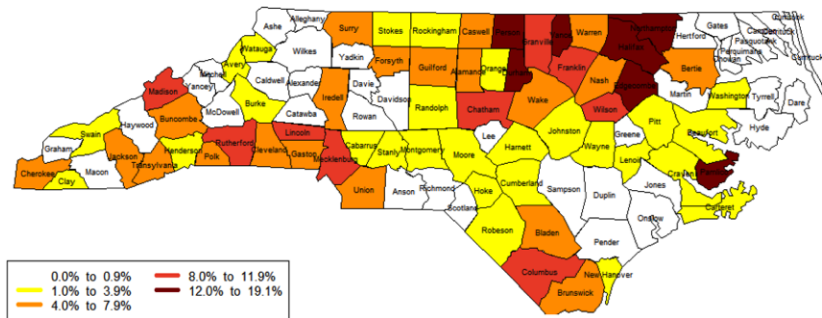 Ashe
Alleghany
Surry
Stokes
Rockingham
Caswell
Person
Granville
Vance
Warren
Northampton
Hertford
Gates
Camden
Currituck
Pasquotank
Perquimans
Chowan
Watauga
Wilkes
Yadkin
Forsyth
Guilford
Alamance
Orange
Durham
Franklin
Halifax
Bertie
Avery
Mitchell
Yancey
Madison
Caldwell
Alexander
Davie
Iredell
Davidson
Randolph
Chatham
Wake
Nash
Edgecombe
Martin
Washington
Tyrrell
Dare
Buncombe
McDowell
Burke
Catawba
Rowan
Wilson
Pitt
Beaufort
Hyde
Swain
Haywood
Rutherford
Lincoln
Cabarrus
Stanly
Montgomery
Moore
Lee
Harnett
Johnston
Wayne
Greene
Lenoir
Craven
Pamlico
Graham
Jackson
Henderson
Transylvania
Polk
Cleveland
Gaston
Mecklenburg
Cherokee
Clay
Macon
Union
Anson
Richmond
Scotland
Hoke
Cumberland
Sampson
Duplin
Jones
Carteret
Onslow
Robeson
Bladen
Pender
Columbus
New Hanover
Brunswick
0.0% to 0.9%
1.0% to 3.9%
4.0% to 7.9%
8.0% to 11.9%
12.0% to 19.1%